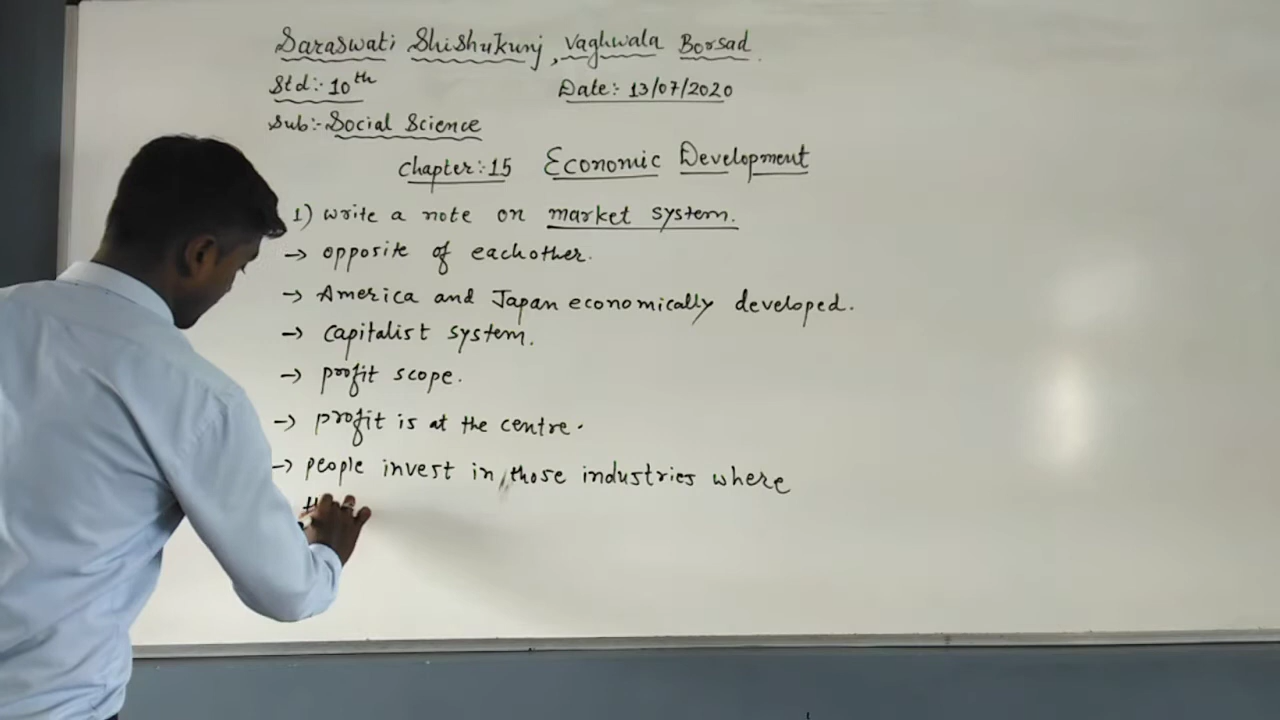 Saraswati Shishukunj, Vaghwala Borsad.
Std:- 10th Date:- 13/07/2020
Sub:- Social Science
Chapter:-15 Economic Development
1) write a note on market system.
→ opposite of eachother.
→ America and Japan economically developed.
→ capitalist system.
→ profit scope.
→ profit is at the centre.
→ people invest in those industries where